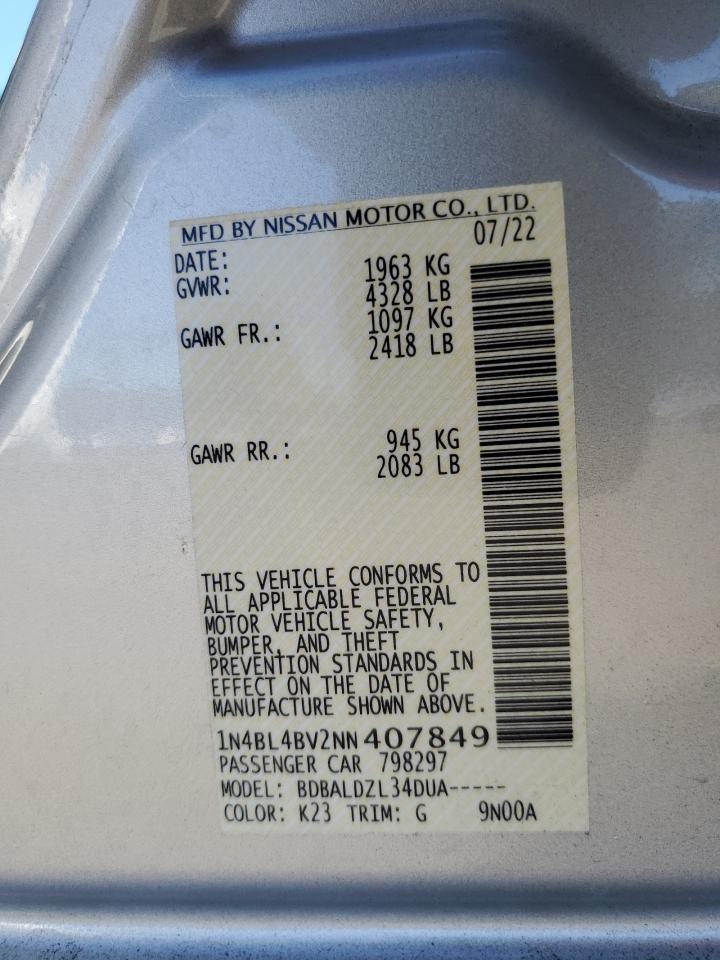 MFD BY NISSAN MOTOR CO., LTD.
DATE: 07/22
GVWR: 1963 KG
4328 LB
GAWR FR.: 1097 KG
2418 LB
GAWR RR.: 945 KG
2083 LB
THIS VEHICLE CONFORMS TO
ALL APPLICABLE FEDERAL
MOTOR VEHICLE SAFETY,
BUMPER, AND THEFT
PREVENTION STANDARDS IN
EFFECT ON THE DATE OF
MANUFACTURE SHOWN ABOVE.
1N4BL4BV2NN407849
PASSENGER CAR 798297
MODEL: BDBALDZL34DUA-----
COLOR: K23 TRIM: G 9N00A